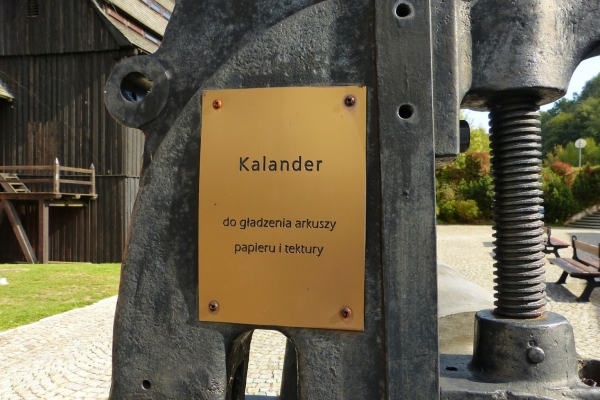 Kalander
do gładzenia arkuszy
papieru i tektury